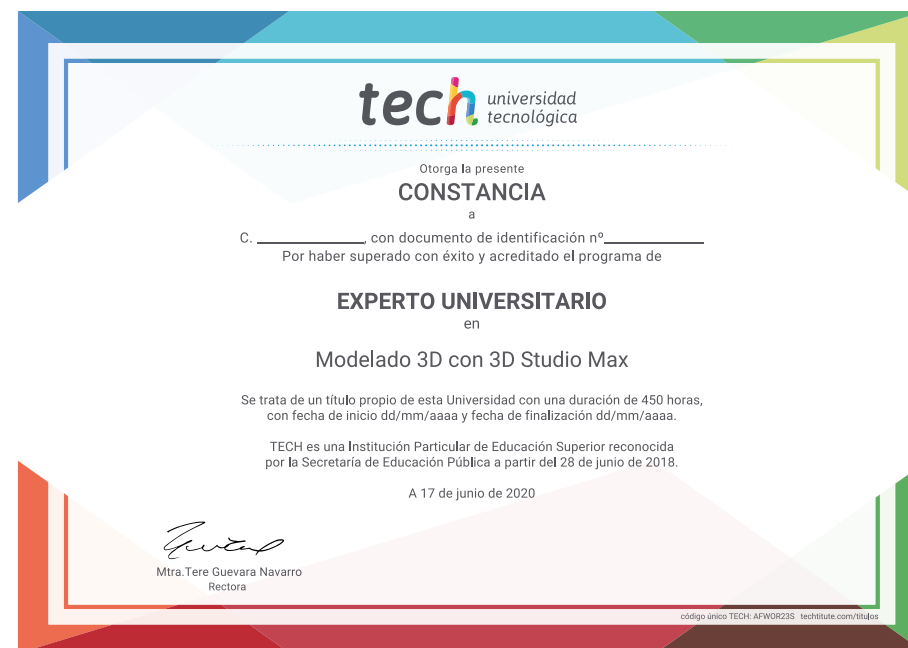 tech universidad
tecnológica
Otorga la presente
CONSTANCIA
a
C. ____________, con documento de identificación nº____________
Por haber superado con éxito y acreditado el programa de
EXPERTO UNIVERSITARIO
en
Modelado 3D con 3D Studio Max
Se trata de un título propio de esta Universidad con una duración de 450 horas,
con fecha de inicio dd/mm/aaaa y fecha de finalización dd/mm/aaaa.
TECH es una Institución Particular de Educación Superior reconocida
por la Secretaría de Educación Pública a partir del 28 de junio de 2018.
A 17 de junio de 2020
Mtra.Tere Guevara Navarro
Rectora
código único TECH: AFWOR23S techtitute.com/titulos